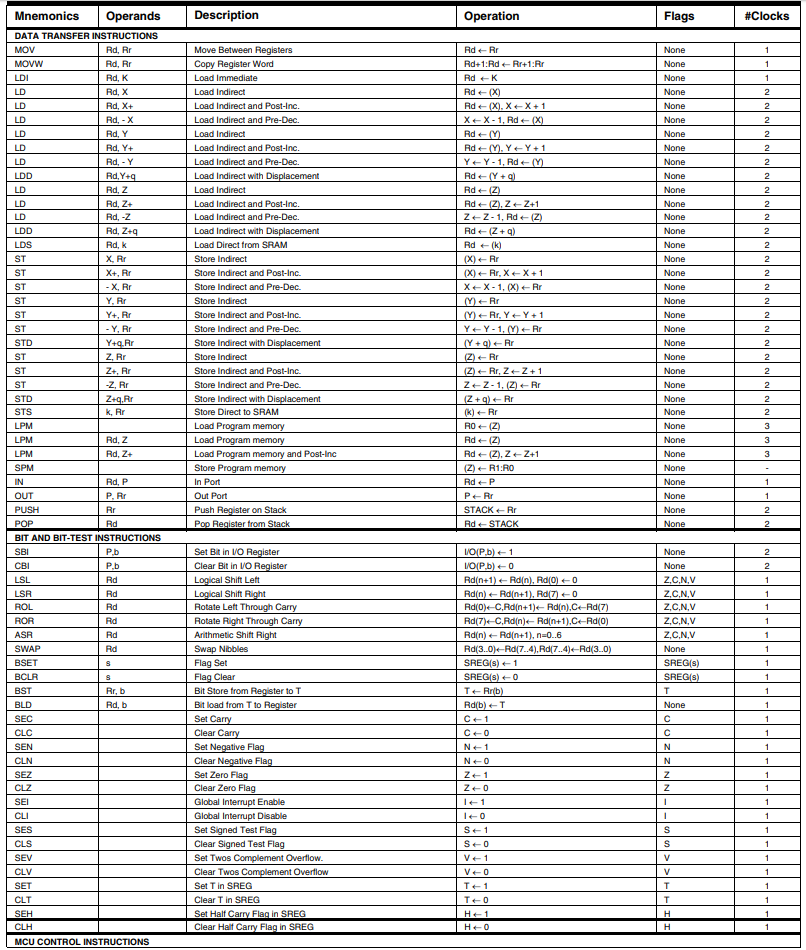 Mnemonics Operands Description Operation Flags #Clocks
DATA TRANSFER INSTRUCTIONS
MOV Rd, Rr Move Between Registers Rd ← Rr None 1
MOVW Rd, Rr Copy Register Word Rd+1:Rd ← Rr+1:Rr None 1
LDI Rd, K Load Immediate Rd ← K None 1
LD Rd, X Load Indirect Rd ← (X) None 2
LD Rd, X+ Load Indirect and Post-Inc. Rd ← (X), X ← X + 1 None 2
LD Rd, - X Load Indirect and Pre-Dec. X ← X - 1, Rd ← (X) None 2
LD Rd, Y Load Indirect Rd ← (Y) None 2
LD Rd, Y+ Load Indirect and Post-Inc. Rd ← (Y), Y ← Y + 1 None 2
LD Rd, - Y Load Indirect and Pre-Dec. Y ← Y - 1, Rd ← (Y) None 2
LDD Rd,Y+q Load Indirect with Displacement Rd ← (Y + q) None 2
LD Rd, Z Load Indirect Rd ← (Z) None 2
LD Rd, Z+ Load Indirect and Post-Inc. Rd ← (Z), Z ← Z+1 None 2
LD Rd, -Z Load Indirect and Pre-Dec. Z ← Z - 1, Rd ← (Z) None 2
LDD Rd, Z+q Load Indirect with Displacement Rd ← (Z + q) None 2
LDS Rd, k Load Direct from SRAM Rd ← (k) None 2
ST X, Rr Store Indirect (X) ← Rr None 2
ST X+, Rr Store Indirect and Post-Inc. (X) ← Rr, X ← X + 1 None 2
ST - X, Rr Store Indirect and Pre-Dec. X ← X - 1, (X) ← Rr None 2
ST Y, Rr Store Indirect (Y) ← Rr None 2
ST Y+, Rr Store Indirect and Post-Inc. (Y) ← Rr, Y ← Y + 1 None 2
ST - Y, Rr Store Indirect and Pre-Dec. Y ← Y - 1, (Y) ← Rr None 2
STD Y+q,Rr Store Indirect with Displacement (Y + q) ← Rr None 2
ST Z, Rr Store Indirect (Z) ← Rr None 2
ST Z+, Rr Store Indirect and Post-Inc. (Z) ← Rr, Z ← Z + 1 None 2
ST -Z, Rr Store Indirect and Pre-Dec. Z ← Z - 1, (Z) ← Rr None 2
STD Z+q,Rr Store Indirect with Displacement (Z + q) ← Rr None 2
STS k, Rr Store Direct to SRAM (k) ← Rr None 2
LPM Load Program memory R0 ← (Z) None 3
LPM Rd, Z Load Program memory Rd ← (Z) None 3
LPM Rd, Z+ Load Program memory and Post-Inc Rd ← (Z), Z ← Z+1 None 3
SPM Store Program memory (Z) ← R1:R0 None -
IN Rd, P In Port Rd ← P None 1
OUT P, Rr Out Port P ← Rr None 1
PUSH Rr Push Register on Stack STACK ← Rr None 2
POP Rd Pop Register from Stack Rd ← STACK None 2
BIT AND BIT-TEST INSTRUCTIONS
SBI P,b Set Bit in I/O Register I/O(P,b) ← 1 None 2
CBI P,b Clear Bit in I/O Register I/O(P,b) ← 0 None 2
LSL Rd Logical Shift Left Rd(n+1) ← Rd(n), Rd(0) ← 0 Z,C,N,V 1
LSR Rd Logical Shift Right Rd(n) ← Rd(n+1), Rd(7) ← 0 Z,C,N,V 1
ROL Rd Rotate Left Through Carry Rd(0)←C,Rd(n+1)← Rd(n),C←Rd(7) Z,C,N,V 1
ROR Rd Rotate Right Through Carry Rd(7)←C,Rd(n)← Rd(n+1),C←Rd(0) Z,C,N,V 1
ASR Rd Arithmetic Shift Right Rd(n) ← Rd(n+1), n=0..6 Z,C,N,V 1
SWAP Rd Swap Nibbles Rd(3..0)←Rd(7..4),Rd(7..4)←Rd(3..0) None 1
BSET s Flag Set SREG(s) ← 1 SREG(s) 1
BCLR s Flag Clear SREG(s) ← 0 SREG(s) 1
BST Rr, b Bit Store from Register to T T ← Rr(b) T 1
BLD Rd, b Bit load from T to Register Rd(b) ← T None 1
SEC Set Carry C ← 1 C 1
CLC Clear Carry C ← 0 C 1
SEN Set Negative Flag N ← 1 N 1
CLN Clear Negative Flag N ← 0 N 1
SEZ Set Zero Flag Z ← 1 Z 1
CLZ Clear Zero Flag Z ← 0 Z 1
SEI Global Interrupt Enable I ← 1 I 1
CLI Global Interrupt Disable I ← 0 I 1
SES Set Signed Test Flag S ← 1 S 1
CLS Clear Signed Test Flag S ← 0 S 1
SEV Set Twos Complement Overflow. V ← 1 V 1
CLV Clear Twos Complement Overflow V ← 0 V 1
SET Set T in SREG T ← 1 T 1
CLT Clear T in SREG T ← 0 T 1
SEH Set Half Carry Flag in SREG H ← 1 H 1
CLH Clear Half Carry Flag in SREG H ← 0 H 1
MCU CONTROL INSTRUCTIONS